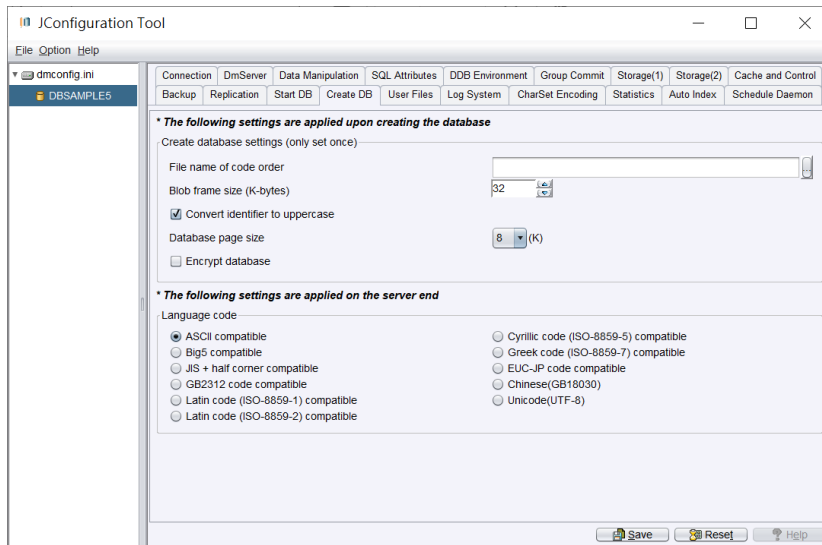 JConfiguration Tool
File Option Help
dmconfig.ini
DBSAMPLE5
Connection DmServer Data Manipulation SQL Attributes DDB Environment Group Commit Storage(1) Storage(2) Cache and Control
Backup Replication Start DB Create DB User Files Log System CharSet Encoding Statistics Auto Index Schedule Daemon
* The following settings are applied upon creating the database
Create database settings (only set once)
File name of code order
...
Blob frame size (K-bytes) 32
Convert identifier to uppercase
Database page size 8 (K)
Encrypt database
* The following settings are applied on the server end
Language code
ASCII compatible
Big5 compatible
JIS + half corner compatible
GB2312 code compatible
Latin code (ISO-8859-1) compatible
Latin code (ISO-8859-2) compatible
Cyrillic code (ISO-8859-5) compatible
Greek code (ISO-8859-7) compatible
EUC-JP code compatible
Chinese(GB18030)
Unicode(UTF-8)
Save Reset Help